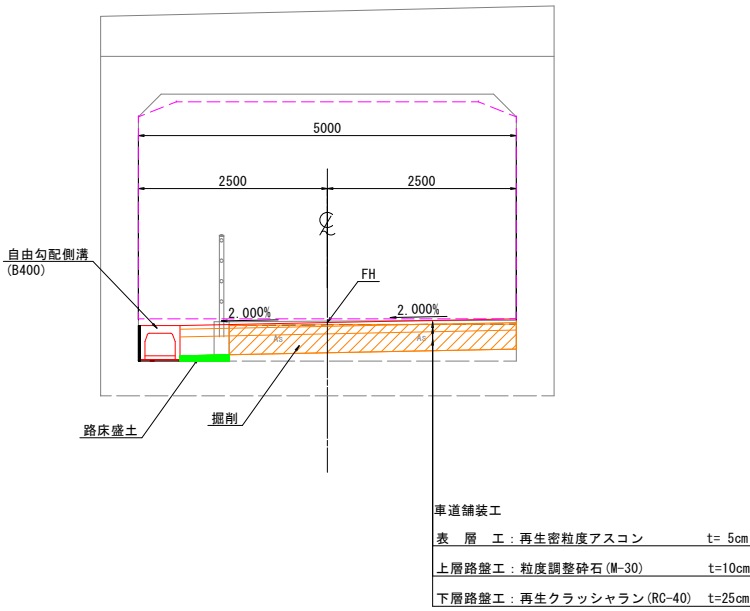 5000
2500
2500
自由勾配側溝
(B400)
FH
2.000%
2.000%
As
As
路床盛土
掘削
車道舗装工
表 層 工：再生密粒度アスコン t= 5cm
上層路盤工：粒度調整砕石(M-30) t=10cm
下層路盤工：再生クラッシャラン(RC-40) t=25cm